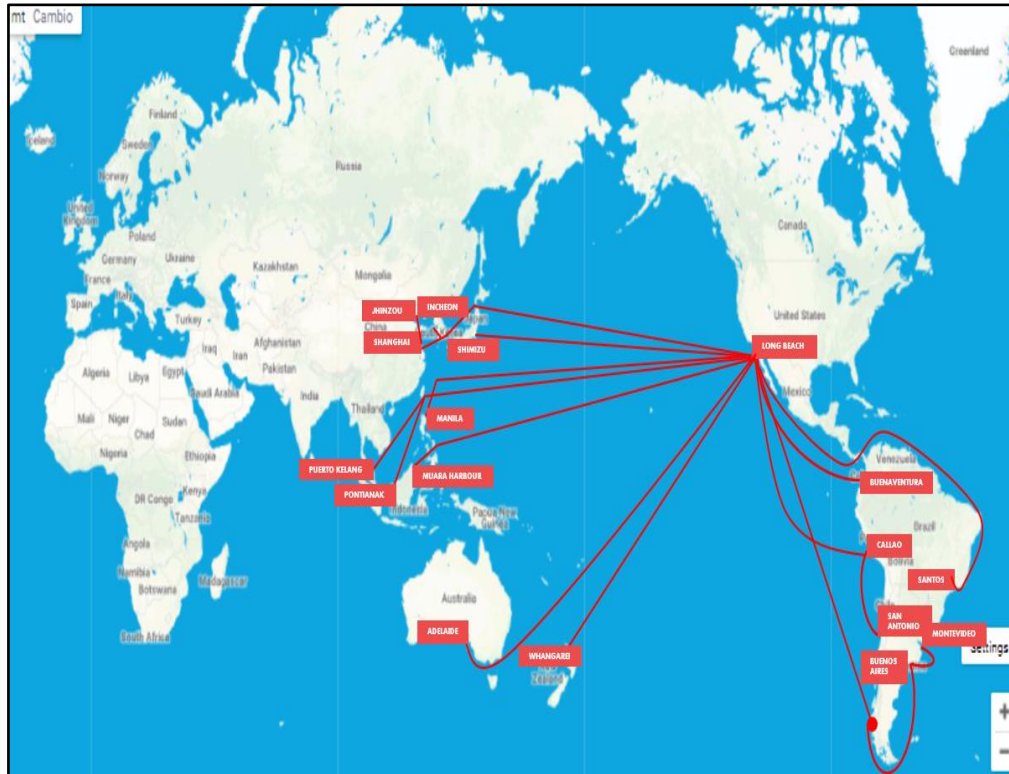 mt Cambio
Greenland
Iceland
Finland
Sweden
Norway
Russia
United
Kingdom
Poland
Germany
Ukraine
France
Italy
Spain
Turkey
Kazakhstan
Mongolia
Canada
United States
JHINZOU
INCHEON
China
SHANGHAI
SHIMIZU
LONG BEACH
Iraq
Iran
Afghanistan
Pakistan
Algeria
Libya
Egypt
Saudi Arabia
India
Thailand
Mexico
Mali
Niger
Chad
Sudan
Nigeria
Ethiopia
MANILA
Venezuela
PUERTO KELANG
MUARA HARBOUR
BUENAVENTURA
PONTIANAK
Indonesia
Papua New
Guinea
DR Congo
Kenya
Tanzania
Brazil
Angola
CALLAO
Bolivia
Namibia
Botswana
Madagascar
SANTOS
Australia
South Africa
ADELAIDE
WHANGAREI
Zealand
SAN
ANTONIO
MONTEVIDEO
BUENOS
AIRES
Settings
+
−